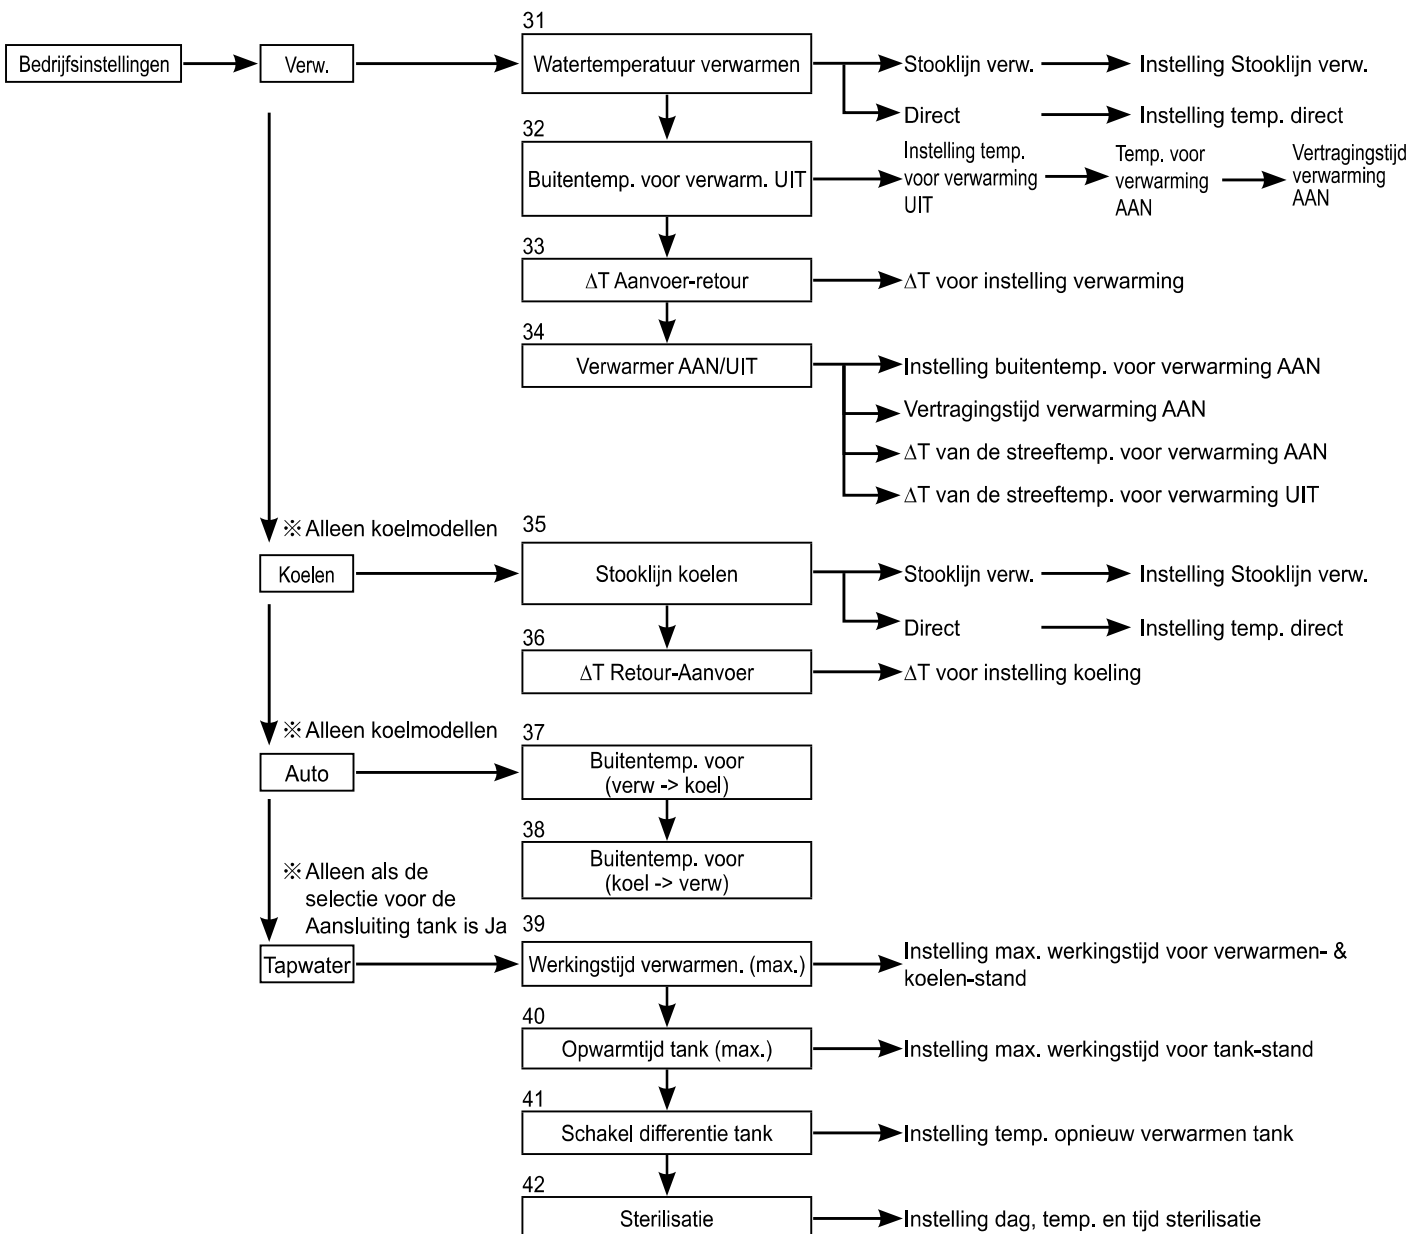 31
Bedrijfsinstellingen
Verw.
Watertemperatuur verwarmen
Stooklijn verw.
Instelling Stooklijn verw.
Direct
Instelling temp. direct
32
Buitentemp. voor verwarm. UIT
Instelling temp.
voor verwarming
UIT
Temp. voor
verwarming
AAN
Vertragingstijd
verwarming
AAN
33
ΔT Aanvoer-retour
ΔT voor instelling verwarming
34
Verwarmer AAN/UIT
Instelling buitentemp. voor verwarming AAN
Vertragingstijd verwarming AAN
ΔT van de streeftemp. voor verwarming AAN
ΔT van de streeftemp. voor verwarming UIT
※ Alleen koelmodellen
35
Koelen
Stooklijn koelen
Stooklijn verw.
Instelling Stooklijn verw.
Direct
Instelling temp. direct
36
ΔT Retour-Aanvoer
ΔT voor instelling koeling
※ Alleen koelmodellen
37
Auto
Buitentemp. voor
(verw -> koel)
38
Buitentemp. voor
(koel -> verw)
※ Alleen als de
selectie voor de
Aansluiting tank is Ja
39
Tapwater
Werkingstijd verwarmen. (max.)
Instelling max. werkingstijd voor verwarmen- &
koelen-stand
40
Opwarmtijd tank (max.)
Instelling max. werkingstijd voor tank-stand
41
Schakel differentie tank
Instelling temp. opnieuw verwarmen tank
42
Sterilisatie
Instelling dag, temp. en tijd sterilisatie